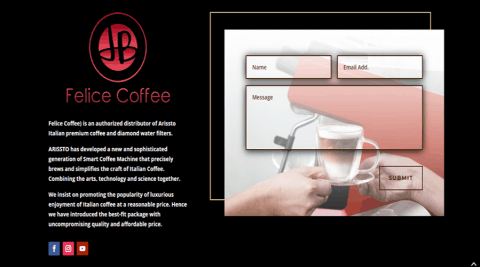 JP
Felice Coffee
Felice Coffee) is an authorized distributor of Arissto
Italian premium coffee and diamond water filters.
ARISSTO has developed a new and sophisticated
generation of Smart Coffee Machine that precisely
brews and simplifies the craft of Italian Coffee.
Combining the arts, technology and science together.
We insist on promoting the popularity of luxurious
enjoyment of Italian coffee at a reasonable price. Hence
we have introduced the best-fit package with
uncompromising quality and affordable price.
Name
Email Add.
Message
SUBMIT